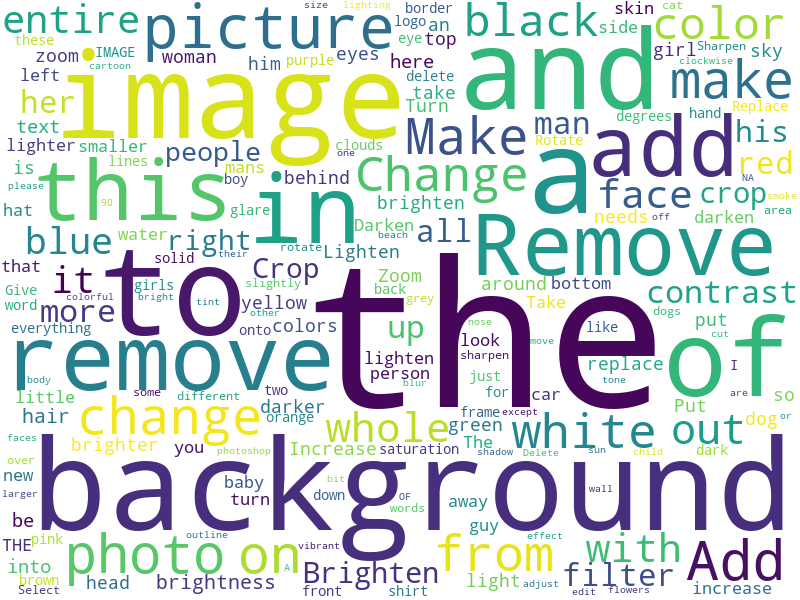 size lighting cat
entire picture border black skin color
these logo an side
zoom IMAGE woman him purple eye eyes here top girl Sharpen sky
cartoon image delete and clockwise make
left her take Turn degrees hand Replace
text Make man add his
lighter smaller lines clouds Rotate
people one red
is this mans in behind Change a face crop NA
please boy smoke
hat 90 glare brighten needs off darken area
water Darken Remove
blue right rotate beach all
that solid their Lighten
it to Crop Zoom the around bottom contrast
Give girls slightly back of
word colorful bright tint yellow grey Take dogs put
more other
everything onto colors up nose like cut
remove look move I
lighten sharpen replace
body person blur just tone are
little some different two for car Put so
hair change darker frame except
orange whole green white out dog or
faces brighter you The
over photoshop Increase saturation shadow Delete sun child dark
new background bit
larger baby down OF words away wall
be turn guy
THE pink outline
photo on vibrant from effect with Add
into A Brighten filter
brown head brightness light adjust
Select front shirt edit flowers increase